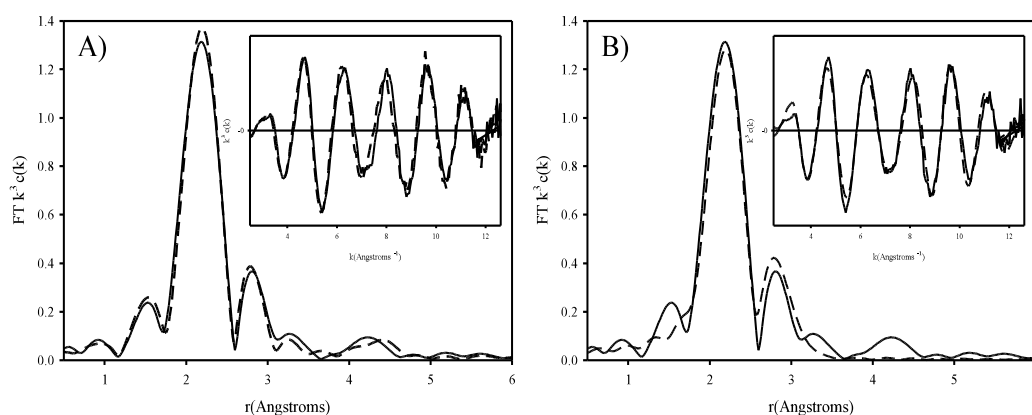 A)
FT k³ c(k)
1.4
1.2
1.0
0.8
0.6
0.4
0.2
0.0
1 2 3 4 5 6
r(Angstroms)
k³ c(k)
-0
4 6 8 10 12
k(Angstroms⁻¹)
B)
FT k³ c(k)
1.4
1.2
1.0
0.8
0.6
0.4
0.2
0.0
1 2 3 4 5
r(Angstroms)
k³ c(k)
-0
4 6 8 10 12
k(Angstroms⁻¹)